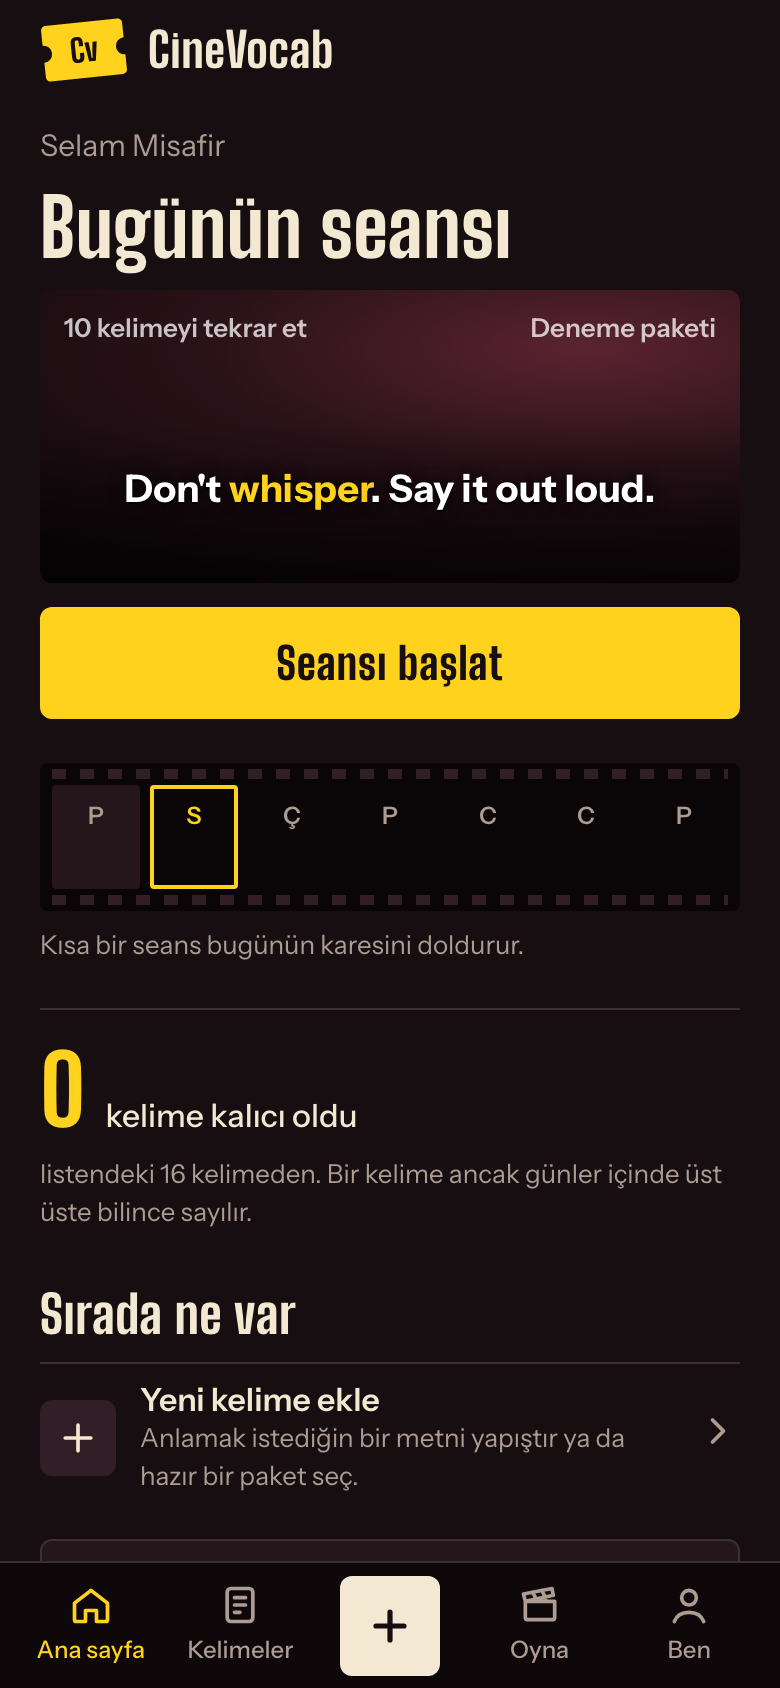 Cv CineVocab
Selam Misafir
Bugünün seansı
10 kelimeyi tekrar et Deneme paketi
Don't whisper. Say it out loud.
Seansı başlat
P S Ç P C C P
Kısa bir seans bugünün karesini doldurur.
0 kelime kalıcı oldu
listendeki 16 kelimeden. Bir kelime ancak günler içinde üst
üste bilince sayılır.
Sırada ne var
Yeni kelime ekle
Anlamak istediğin bir metni yapıştır ya da
hazır bir paket seç.
Ana sayfa Kelimeler Oyna Ben